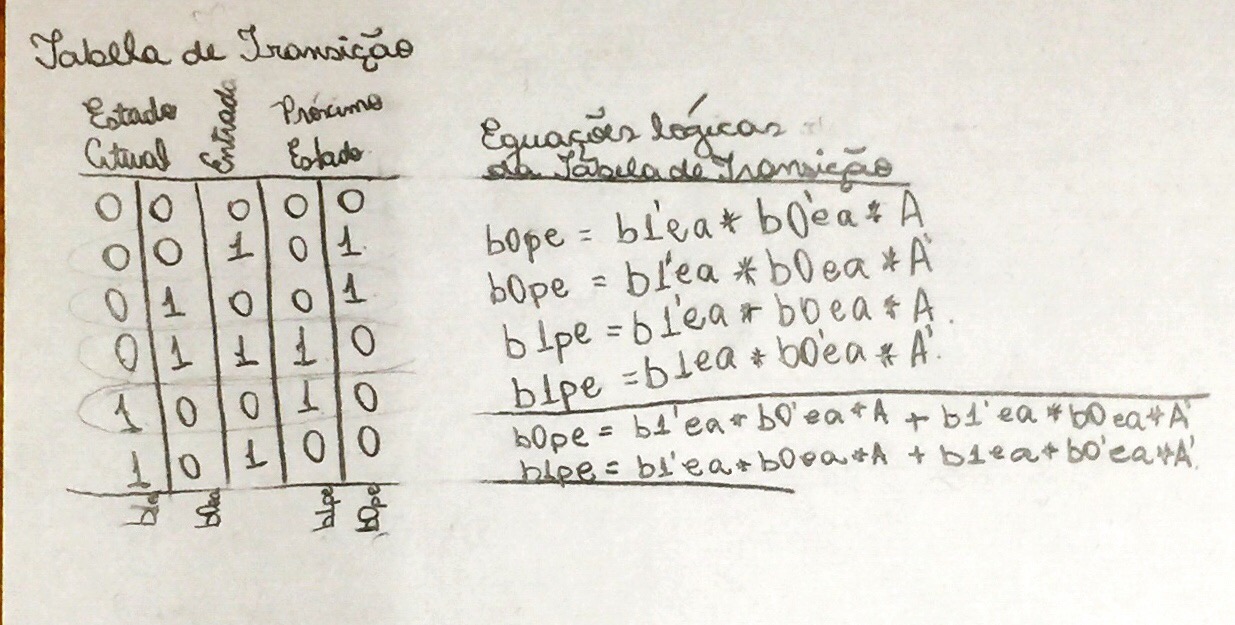 Tabela de Transição
Estado Atual Entrada Próximo Estado
0 0 0 0 0
0 0 1 0 1
0 1 0 0 1
0 1 1 1 0
1 0 0 1 0
1 0 1 0 0
b1ea b0ea b1pe b0pe
Equações lógicas
da Tabela de Transição
b0pe = b1'ea * b0'ea * A
b0pe = b1'ea * b0ea * A'
b1pe = b1'ea * b0ea * A.
b1pe = b1ea * b0'ea * A'.
b0pe = b1'ea * b0'ea * A + b1'ea * b0ea * A'
b1pe = b1'ea * b0ea * A + b1ea * b0'ea * A'.